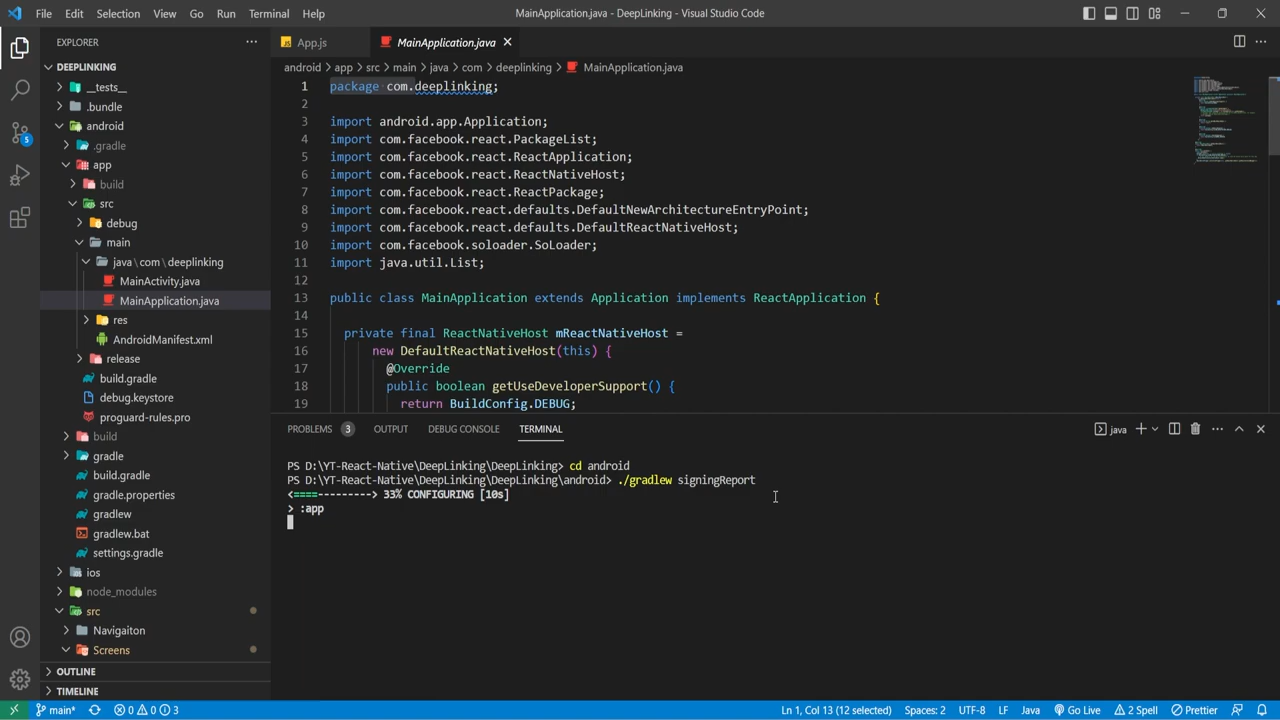 File Edit Selection View Go Run Terminal Help
MainApplication.java - DeepLinking - Visual Studio Code
EXPLORER
DEEPLINKING
__tests__
.bundle
android
.gradle
app
build
src
debug
main
java\com\deeplinking
MainActivity.java
MainApplication.java
res
AndroidManifest.xml
release
build.gradle
debug.keystore
proguard-rules.pro
build
gradle
build.gradle
gradle.properties
gradlew
gradlew.bat
settings.gradle
ios
node_modules
src
Navigaiton
Screens
OUTLINE
TIMELINE
App.js
MainApplication.java
android > app > src > main > java > com > deeplinking > MainApplication.java
1 package com.deeplinking;
2
3 import android.app.Application;
4 import com.facebook.react.PackageList;
5 import com.facebook.react.ReactApplication;
6 import com.facebook.react.ReactNativeHost;
7 import com.facebook.react.ReactPackage;
8 import com.facebook.react.defaults.DefaultNewArchitectureEntryPoint;
9 import com.facebook.react.defaults.DefaultReactNativeHost;
10 import com.facebook.soloader.SoLoader;
11 import java.util.List;
12
13 public class MainApplication extends Application implements ReactApplication {
14
15 private final ReactNativeHost mReactNativeHost =
16 new DefaultReactNativeHost(this) {
17 @Override
18 public boolean getUseDeveloperSupport() {
19 return BuildConfig.DEBUG;
PROBLEMS 3 OUTPUT DEBUG CONSOLE TERMINAL
java
PS D:\YT-React-Native\DeepLinking\DeepLinking> cd android
PS D:\YT-React-Native\DeepLinking\DeepLinking\android> ./gradlew signingReport
<====---------> 33% CONFIGURING [10s]
> :app
5
main* 0 0 3
Ln 1, Col 13 (12 selected) Spaces: 2 UTF-8 LF Java Go Live 2 Spell Prettier